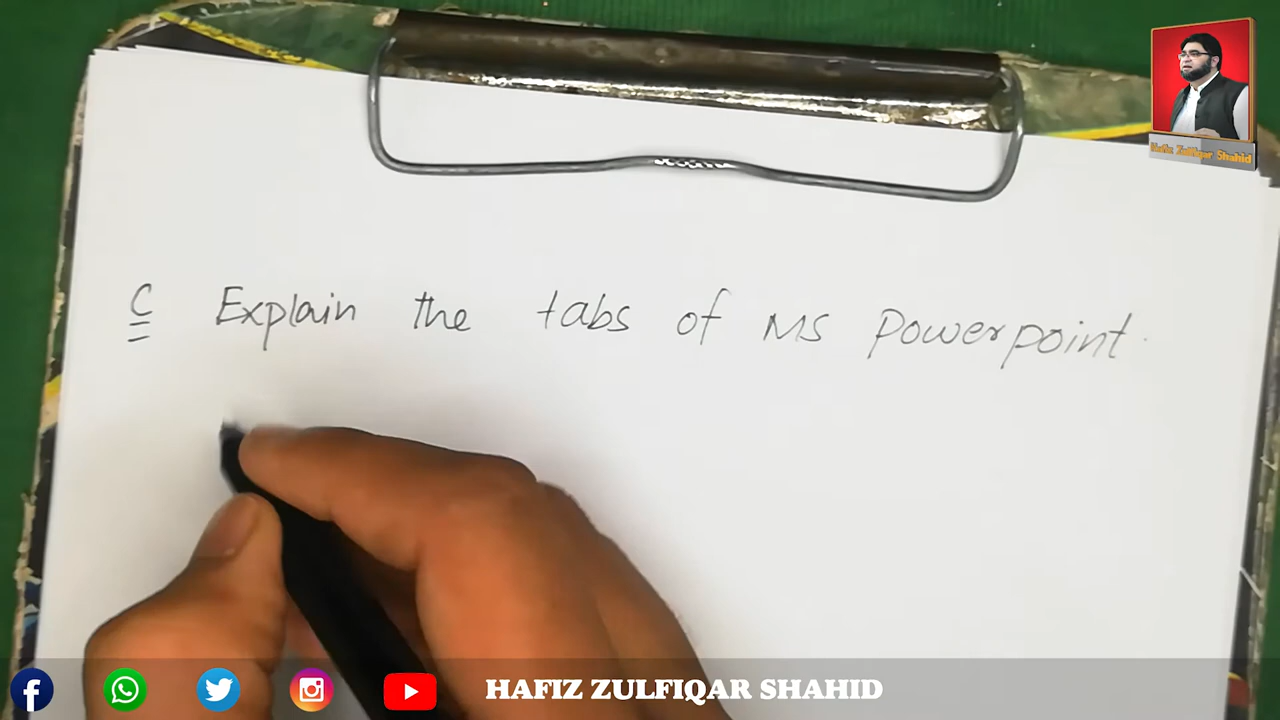 Hafiz Zulfiqar Shahid
C Explain the tabs of MS Powerpoint.
HAFIZ ZULFIQAR SHAHID